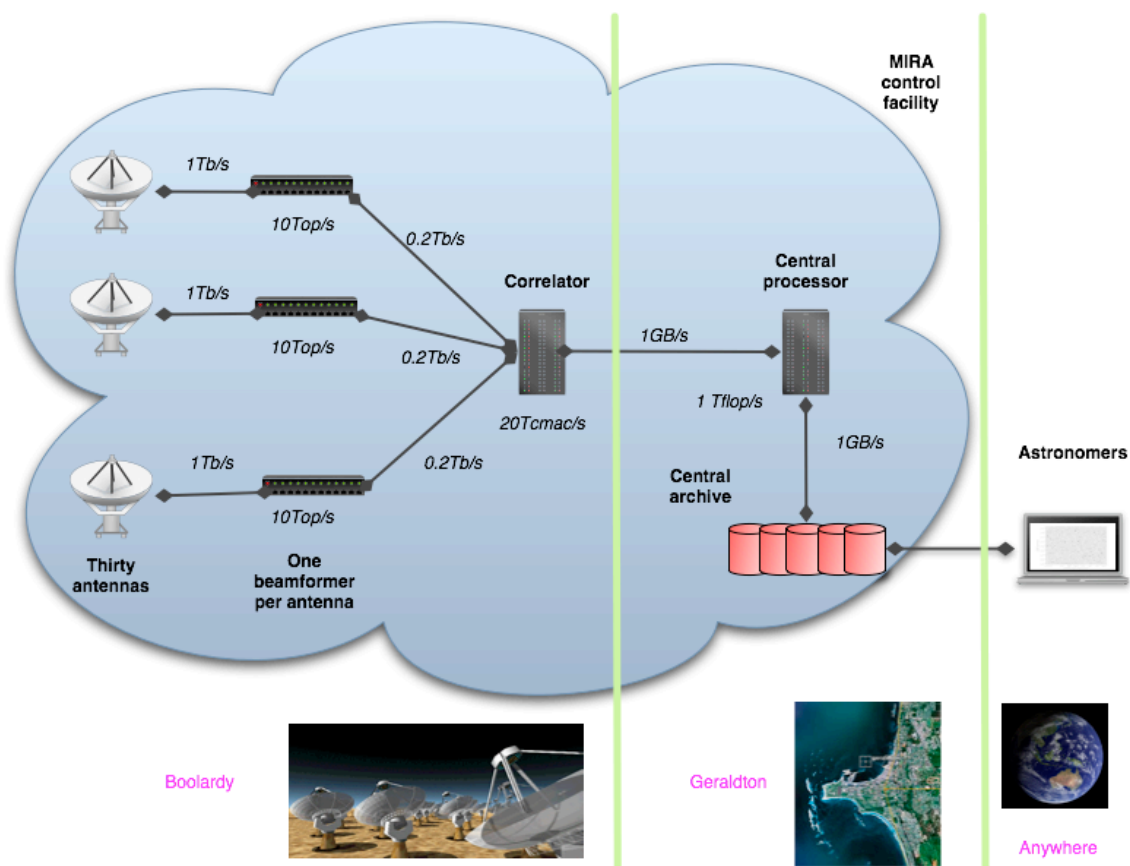 MIRA
control
facility
1Tb/s
10Top/s
0.2Tb/s
1Tb/s
10Top/s
0.2Tb/s
Correlator
20Tcmac/s
1GB/s
Central
processor
1 Tflop/s
1GB/s
1Tb/s
10Top/s
0.2Tb/s
Central
archive
Astronomers
Thirty
antennas
One
beamformer
per antenna
Boolardy
Geraldton
Anywhere